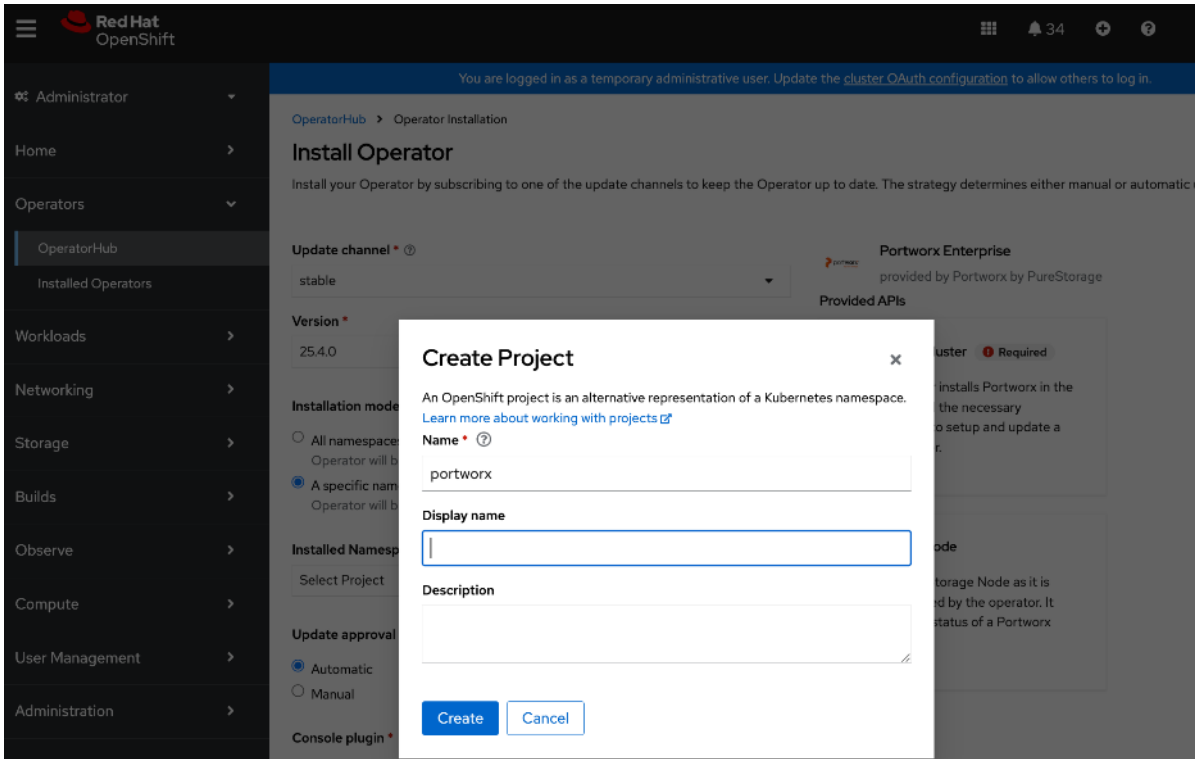 Red Hat
OpenShift
34
You are logged in as a temporary administrative user. Update the cluster OAuth configuration to allow others to log in.
Administrator
Home
Operators
OperatorHub
Installed Operators
Workloads
Networking
Storage
Builds
Observe
Compute
User Management
Administration
OperatorHub > Operator Installation
Install Operator
Install your Operator by subscribing to one of the update channels to keep the Operator up to date. The strategy determines either manual or automatic
Update channel *
stable
Version *
25.4.0
Installation mode
All namespaces
Operator will b
A specific nam
Operator will b
Installed Namesp
Select Project
Update approval
Automatic
Manual
Console plugin *
portworx
Portworx Enterprise
provided by Portworx by PureStorage
Provided APIs
uster Required
installs Portworx in the
the necessary
o setup and update a
r.
ode
torage Node as it is
ed by the operator. It
status of a Portworx
Create Project
An OpenShift project is an alternative representation of a Kubernetes namespace.
Learn more about working with projects
Name *
portworx
Display name
Description
Create
Cancel